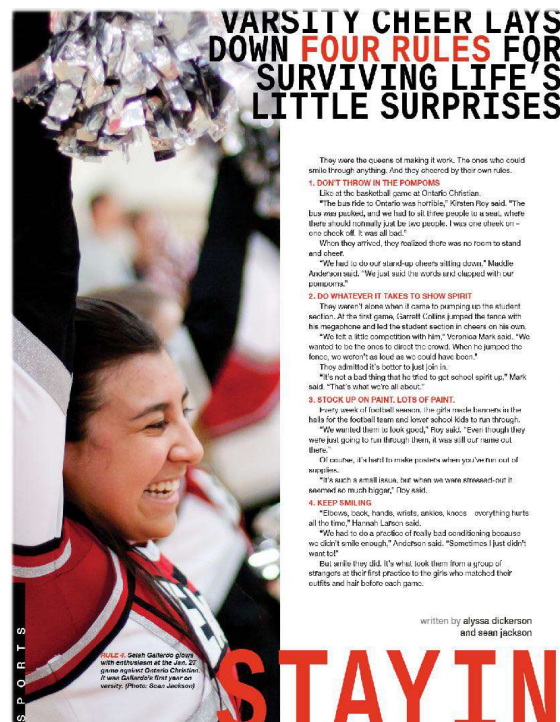 VARSITY CHEER LAYS
DOWN FOUR RULES FOR
SURVIVING LIFE'S
LITTLE SURPRISES
They were the queens of making it work. The ones who could
smile through anything. And they cheered by their own rules.
1. DON'T THROW IN THE POMPOMS
Like at the basketball game at Ontario Christian.
"The bus ride to Ontario was horrible," Kirsten Roy said. "The
bus was packed, and we had to sit three people to a seat, where
there should normally just be two people. I was one cheek on –
one cheek off. It was all bad."
When they arrived, they realized there was no room to stand
and cheer.
"We had to do our stand-up cheers sitting down," Maddie
Anderson said. "We just said the words and clapped with our
pompoms."
2. DO WHATEVER IT TAKES TO SHOW SPIRIT
They weren't alone when it came to pumping up the student
section. At the first game, Garrett Collins jumped the fence with
his megaphone and led the student section in cheers on his own.
"We felt a little competition with him," Veronica Mark said. "We
wanted to be the ones to direct the crowd. When he jumped the
fence, we weren't as loud as we could have been."
They admitted it's better to just join in.
"It's not a bad thing that he tried to get school spirit up," Mark
said. "That's what we're all about."
3. STOCK UP ON PAINT. LOTS OF PAINT.
Every week of football season, the girls made banners in the
halls for the football team and lower school kids to run through.
"We wanted them to look good," Roy said. "Even though they
were just going to run through them, it was still our name out
there."
Of course, it's hard to make posters when you've run out of
supplies.
"It's such a small issue, but when we were stressed-out it
seemed so much bigger," Roy said.
4. KEEP SMILING
"Elbows, back, hands, wrists, ankles, knees everything hurts
all the time," Hannah Larson said.
"We had to do a practice of really bad conditioning because
we didn't smile enough," Anderson said. "Sometimes I just didn't
want to!"
But smile they did. It's what took them from a group of
strangers at their first practice to the girls who matched their
outfits and hair before each game.
written by alyssa dickerson
and sean jackson
RULE 4. Selah Gallardo glows
with enthusiasm at the Jan. 27
game against Ontario Christian.
It was Gallardo's first year on
varsity. (Photo: Sean Jackson)
SPORTS
STAYIN